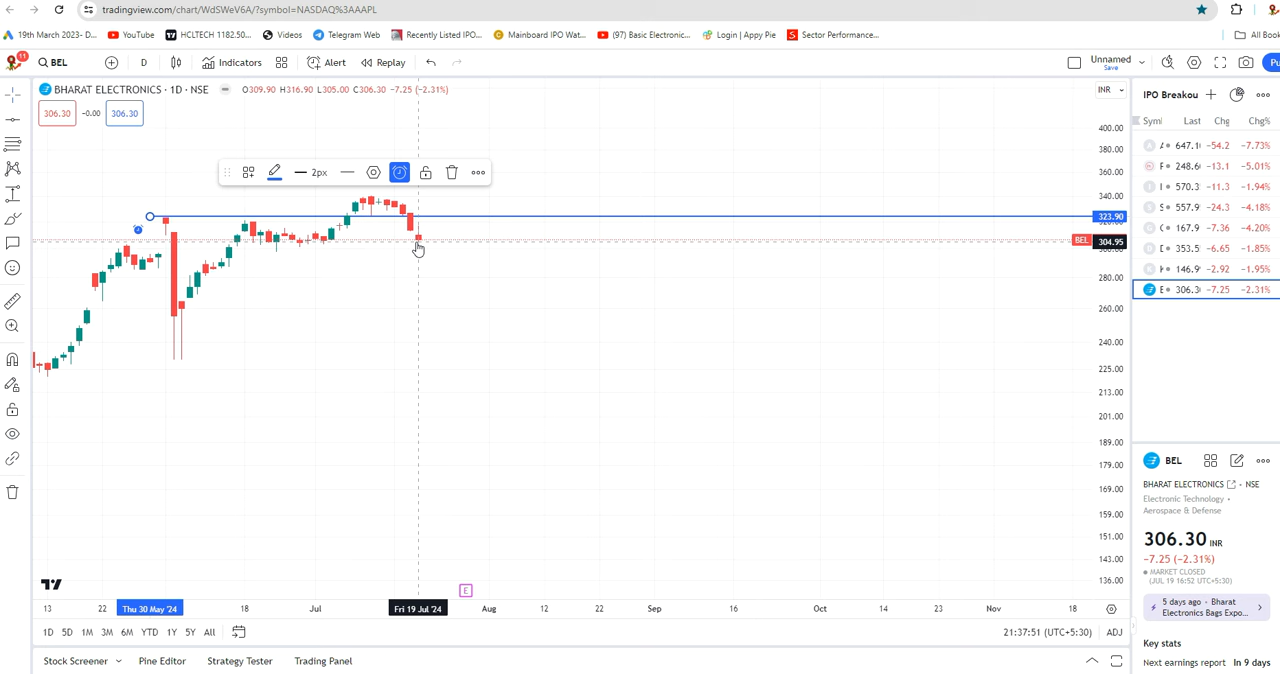 tradingview.com/chart/WdSWeV6A/?symbol=NASDAQ%3AAAPL
19th March 2023- D... YouTube HCLTECH 1182.50... Videos Telegram Web Recently Listed IPO... Mainboard IPO Wat... (97) Basic Electronic... Login | Appy Pie Sector Performance... All Book
11 BEL D Indicators Alert Replay Unnamed Save Pu
BHARAT ELECTRONICS · 1D · NSE O309.90 H316.90 L305.00 C306.30 -7.25 (-2.31%) INR IPO Breakou
306.30 -0.00 306.30
Syml Last Chg Chg%
400.00
380.00
360.00
340.00
323.90
BEL 304.95
280.00
260.00
240.00
225.00
213.00
201.00
189.00
179.00
169.00
159.00
151.00
143.00
136.00
2px
647.1 -54.2 -7.73%
248.6 -13.1 -5.01%
570.3 -11.3 -1.94%
557.9 -24.3 -4.18%
167.9 -7.36 -4.20%
353.5 -6.65 -1.85%
146.9 -2.92 -1.95%
306.3 -7.25 -2.31%
BEL
BHARAT ELECTRONICS · NSE
Electronic Technology •
Aerospace & Defense
306.30 INR
-7.25 (-2.31%)
MARKET CLOSED
(JUL 19 16:52 UTC+5:30)
5 days ago • Bharat
Electronics Bags Expo...
Key stats
Next earnings report In 9 days
E
13 22 Thu 30 May '24 18 Jul Fri 19 Jul '24 Aug 12 22 Sep 16 Oct 14 23 Nov 18
1D 5D 1M 3M 6M YTD 1Y 5Y All 21:37:51 (UTC+5:30) ADJ
Stock Screener Pine Editor Strategy Tester Trading Panel